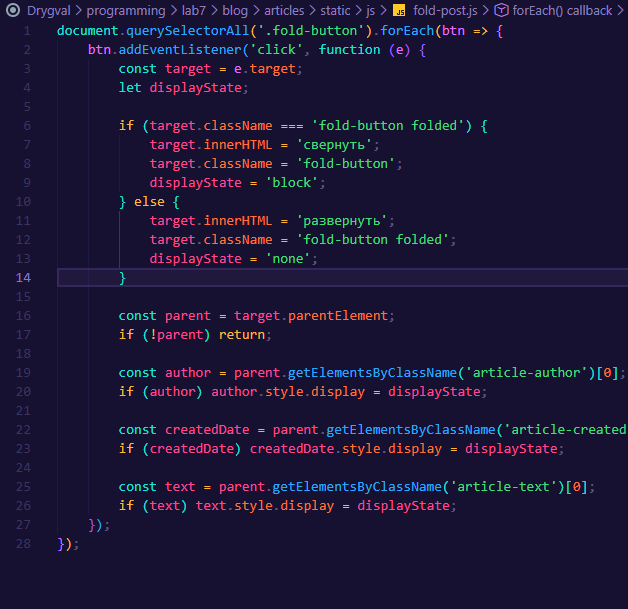 Drygval > programming > lab7 > blog > articles > static > js > JS fold-post.js > forEach() callback >
1 document.querySelectorAll('.fold-button').forEach(btn => {
2     btn.addEventListener('click', function (e) {
3         const target = e.target;
4         let displayState;
5
6         if (target.className === 'fold-button folded') {
7             target.innerHTML = 'свернуть';
8             target.className = 'fold-button';
9             displayState = 'block';
10         } else {
11             target.innerHTML = 'развернуть';
12             target.className = 'fold-button folded';
13             displayState = 'none';
14         }
15
16         const parent = target.parentElement;
17         if (!parent) return;
18
19         const author = parent.getElementsByClassName('article-author')[0];
20         if (author) author.style.display = displayState;
21
22         const createdDate = parent.getElementsByClassName('article-created
23         if (createdDate) createdDate.style.display = displayState;
24
25         const text = parent.getElementsByClassName('article-text')[0];
26         if (text) text.style.display = displayState;
27     });
28 });